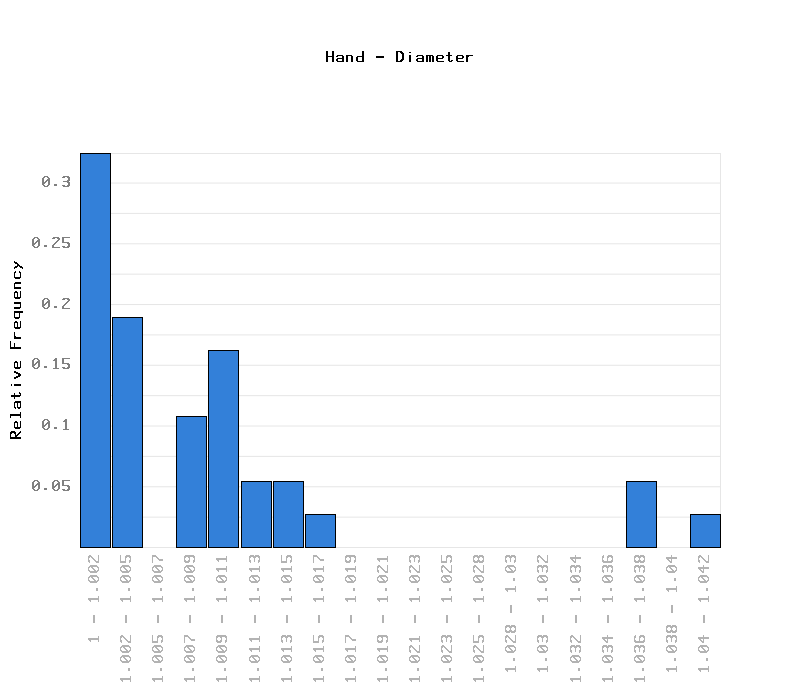 Hand - Diameter
Relative Frequency
0.3
0.25
0.2
0.15
0.1
0.05
1 - 1.002
1.002 - 1.005
1.005 - 1.007
1.007 - 1.009
1.009 - 1.011
1.011 - 1.013
1.013 - 1.015
1.015 - 1.017
1.017 - 1.019
1.019 - 1.021
1.021 - 1.023
1.023 - 1.025
1.025 - 1.028
1.028 - 1.03
1.03 - 1.032
1.032 - 1.034
1.034 - 1.036
1.036 - 1.038
1.038 - 1.04
1.04 - 1.042